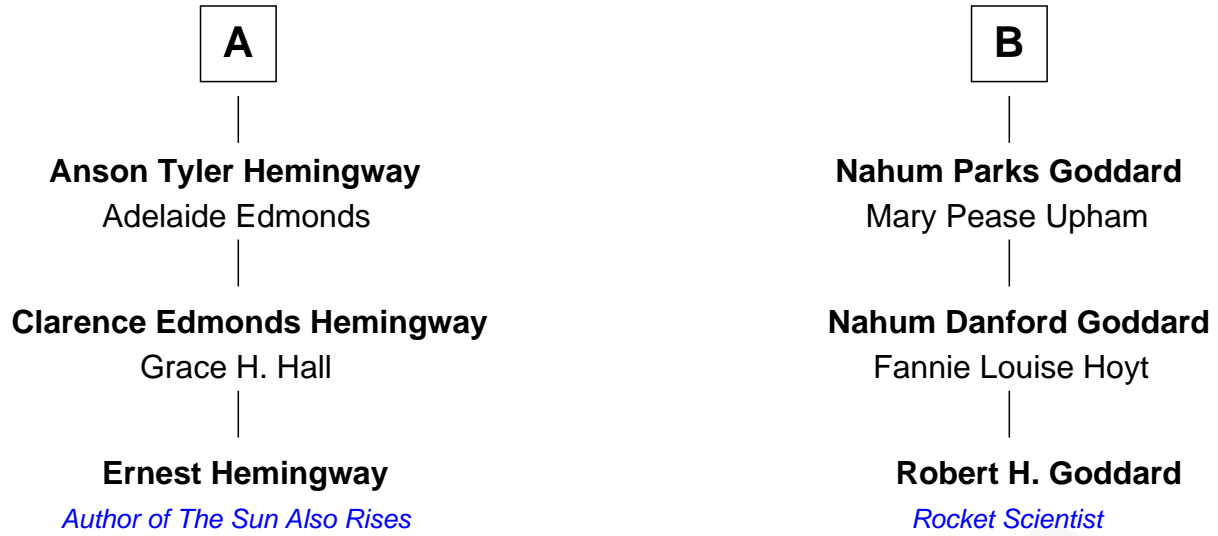 A
Anson Tyler Hemingway
Adelaide Edmonds
Clarence Edmonds Hemingway
Grace H. Hall
Ernest Hemingway
Author of The Sun Also Rises
B
Nahum Parks Goddard
Mary Pease Upham
Nahum Danford Goddard
Fannie Louise Hoyt
Robert H. Goddard
Rocket Scientist